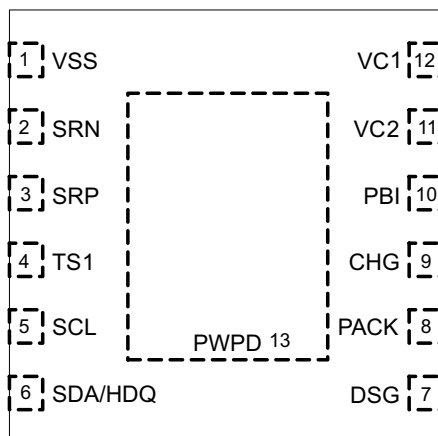 1 VSS VC1 12
2 SRN VC2 11
3 SRP PBI 10
4 TS1 CHG 9
5 SCL PACK 8
PWPD 13
6 SDA/HDQ DSG 7